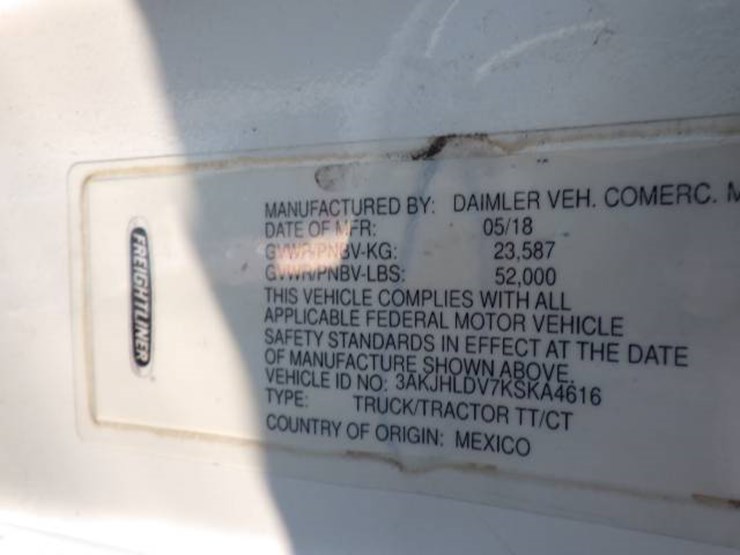 FREIGHTLINER
MANUFACTURED BY: DAIMLER VEH. COMERC. M
DATE OF MFR: 05/18
GVWR/PNBV-KG: 23,587
GVWR/PNBV-LBS: 52,000
THIS VEHICLE COMPLIES WITH ALL
APPLICABLE FEDERAL MOTOR VEHICLE
SAFETY STANDARDS IN EFFECT AT THE DATE
OF MANUFACTURE SHOWN ABOVE.
VEHICLE ID NO: 3AKJHLDV7KSKA4616
TYPE: TRUCK/TRACTOR TT/CT
COUNTRY OF ORIGIN: MEXICO